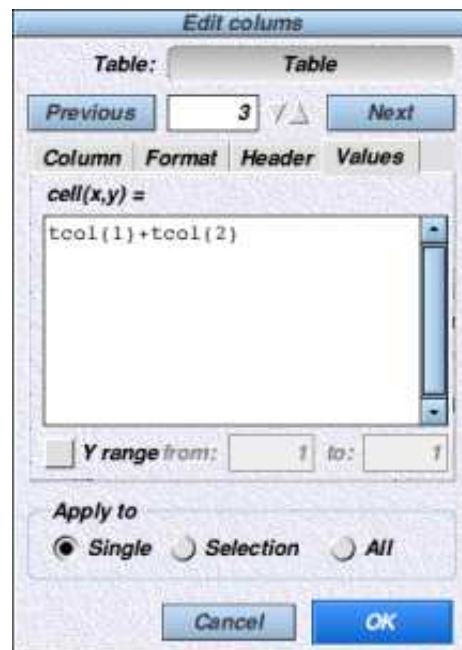 Edit colums
Table: Table
Previous 3 Next
Column Format Header Values
cell(x,y) =
tcol(1)+tcol(2)
Y range from: 1 to: 1
Apply to
Single Selection All
Cancel OK